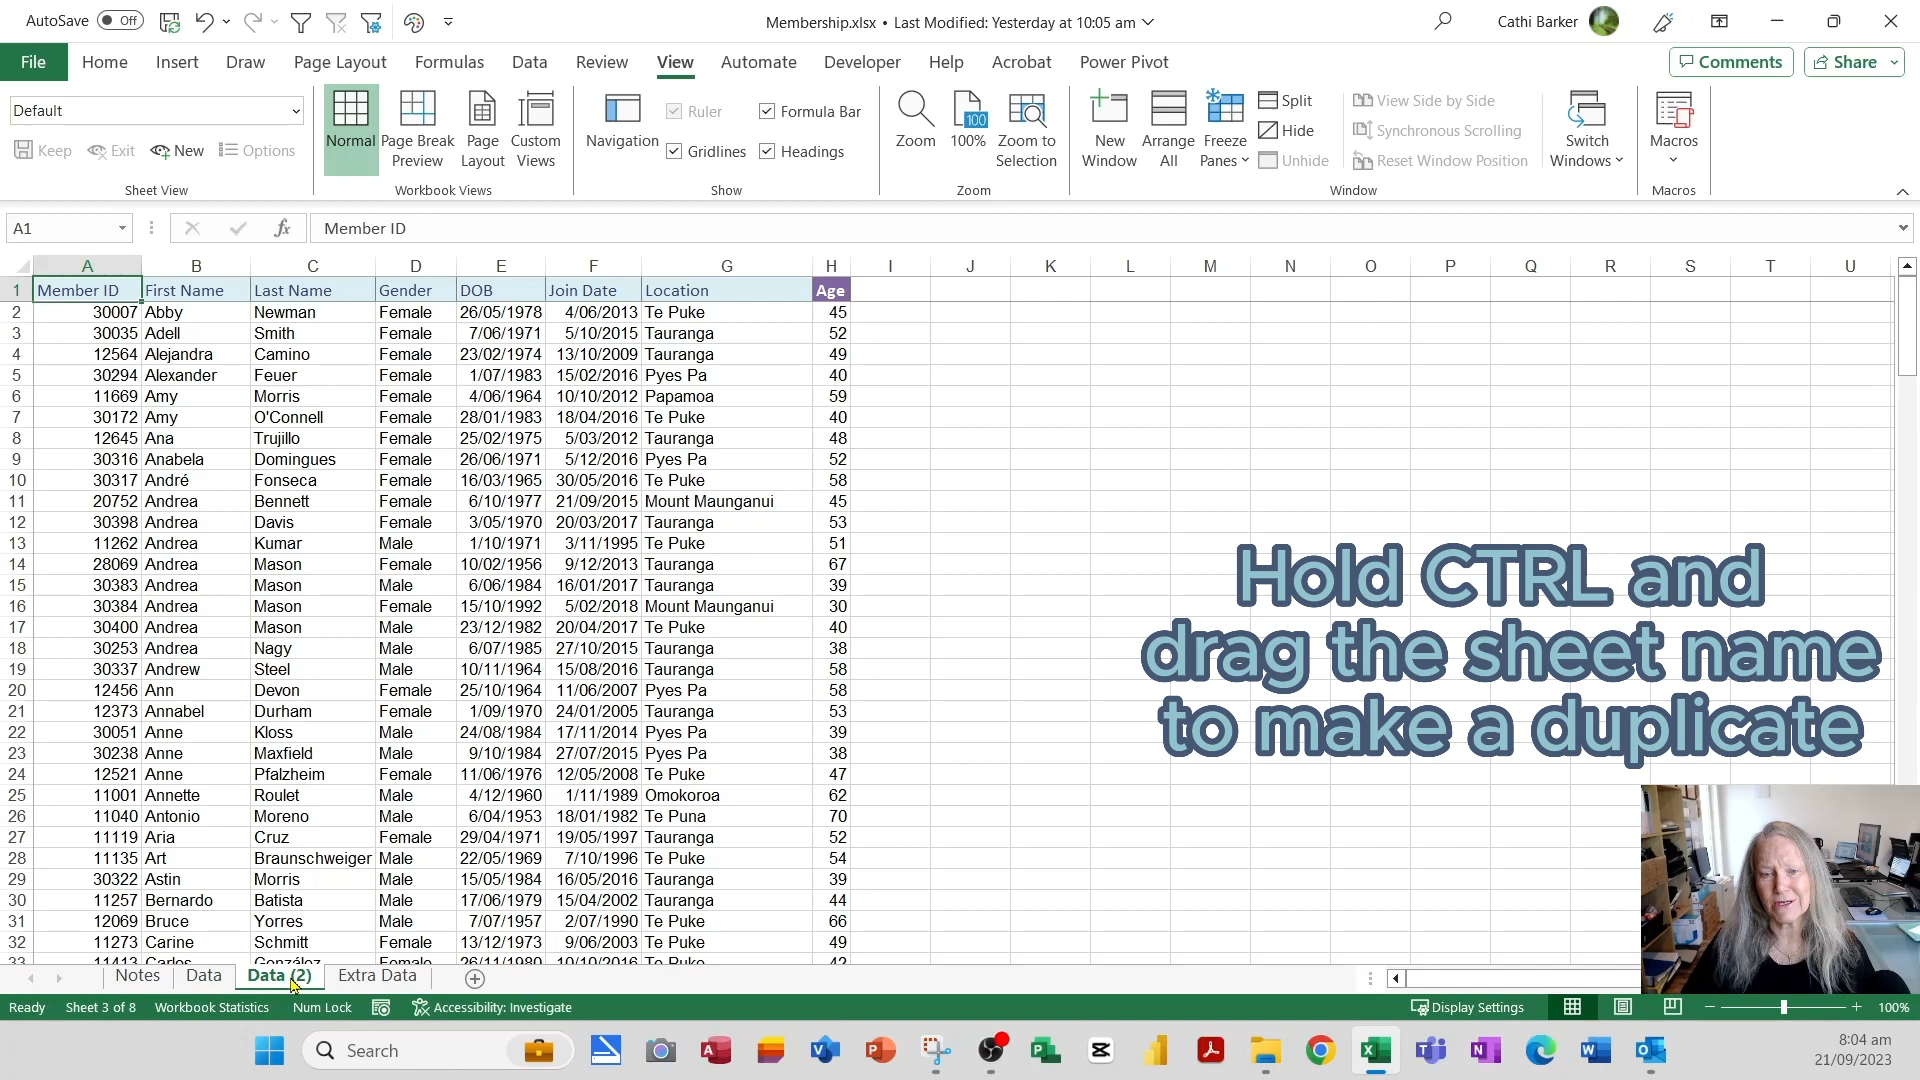 AutoSave Off Membership.xlsx • Last Modified: Yesterday at 10:05 am Cathi Barker
File Home Insert Draw Page Layout Formulas Data Review View Automate Developer Help Acrobat Power Pivot Comments Share
Default
Keep Exit New Options
Sheet View
Normal Page Break Preview Page Layout Custom Views
Workbook Views
Navigation Ruler Formula Bar
Gridlines Headings
Show
Zoom 100% Zoom to Selection
Zoom
New Window Arrange All Freeze Panes
Split
Hide
Unhide
View Side by Side
Synchronous Scrolling
Reset Window Position
Switch Windows
Window
Macros
Macros
A1 fx Member ID
A B C D E F G H I J K L M N O P Q R S T U
1 Member ID First Name Last Name Gender DOB Join Date Location Age
2 30007 Abby Newman Female 26/05/1978 4/06/2013 Te Puke 45
3 30035 Adell Smith Female 7/06/1971 5/10/2015 Tauranga 52
4 12564 Alejandra Camino Female 23/02/1974 13/10/2009 Tauranga 49
5 30294 Alexander Feuer Female 1/07/1983 15/02/2016 Pyes Pa 40
6 11669 Amy Morris Female 4/06/1964 10/10/2012 Papamoa 59
7 30172 Amy O'Connell Female 28/01/1983 18/04/2016 Te Puke 40
8 12645 Ana Trujillo Female 25/02/1975 5/03/2012 Tauranga 48
9 30316 Anabela Domingues Female 26/06/1971 5/12/2016 Pyes Pa 52
10 30317 André Fonseca Female 16/03/1965 30/05/2016 Te Puke 58
11 20752 Andrea Bennett Female 6/10/1977 21/09/2015 Mount Maunganui 45
12 30398 Andrea Davis Female 3/05/1970 20/03/2017 Tauranga 53
13 11262 Andrea Kumar Male 1/10/1971 3/11/1995 Te Puke 51
14 28069 Andrea Mason Female 10/02/1956 9/12/2013 Tauranga 67
15 30383 Andrea Mason Male 6/06/1984 16/01/2017 Tauranga 39
16 30384 Andrea Mason Female 15/10/1992 5/02/2018 Mount Maunganui 30
17 30400 Andrea Mason Male 23/12/1982 20/04/2017 Te Puke 40
18 30253 Andrea Nagy Male 6/07/1985 27/10/2015 Tauranga 38
19 30337 Andrew Steel Male 10/11/1964 15/08/2016 Tauranga 58
20 12456 Ann Devon Female 25/10/1964 11/06/2007 Pyes Pa 58
21 12373 Annabel Durham Female 1/09/1970 24/01/2005 Tauranga 53
22 30051 Anne Kloss Male 24/08/1984 17/11/2014 Pyes Pa 39
23 30238 Anne Maxfield Male 9/10/1984 27/07/2015 Pyes Pa 38
24 12521 Anne Pfalzheim Female 11/06/1976 12/05/2008 Te Puke 47
25 11001 Annette Roulet Male 4/12/1960 1/11/1989 Omokoroa 62
26 11040 Antonio Moreno Male 6/04/1953 18/01/1982 Te Puna 70
27 11119 Aria Cruz Female 29/04/1971 19/05/1997 Tauranga 52
28 11135 Art Braunschweiger Male 22/05/1969 7/10/1996 Te Puke 54
29 30322 Astin Morris Male 15/05/1984 16/05/2016 Tauranga 39
30 11257 Bernardo Batista Male 17/06/1979 15/04/2002 Tauranga 44
31 12069 Bruce Yorres Male 7/07/1957 2/07/1990 Te Puke 66
32 11273 Carine Schmitt Female 13/12/1973 9/06/2003 Te Puke 49
33 11413 Carlos González Female 26/11/1980 10/10/2016 Te Puke 42
Hold CTRL and
drag the sheet name
to make a duplicate
Notes Data Data (2) Extra Data
Ready Sheet 3 of 8 Workbook Statistics Num Lock Accessibility: Investigate Display Settings 100%
Search
8:04 am
21/09/2023